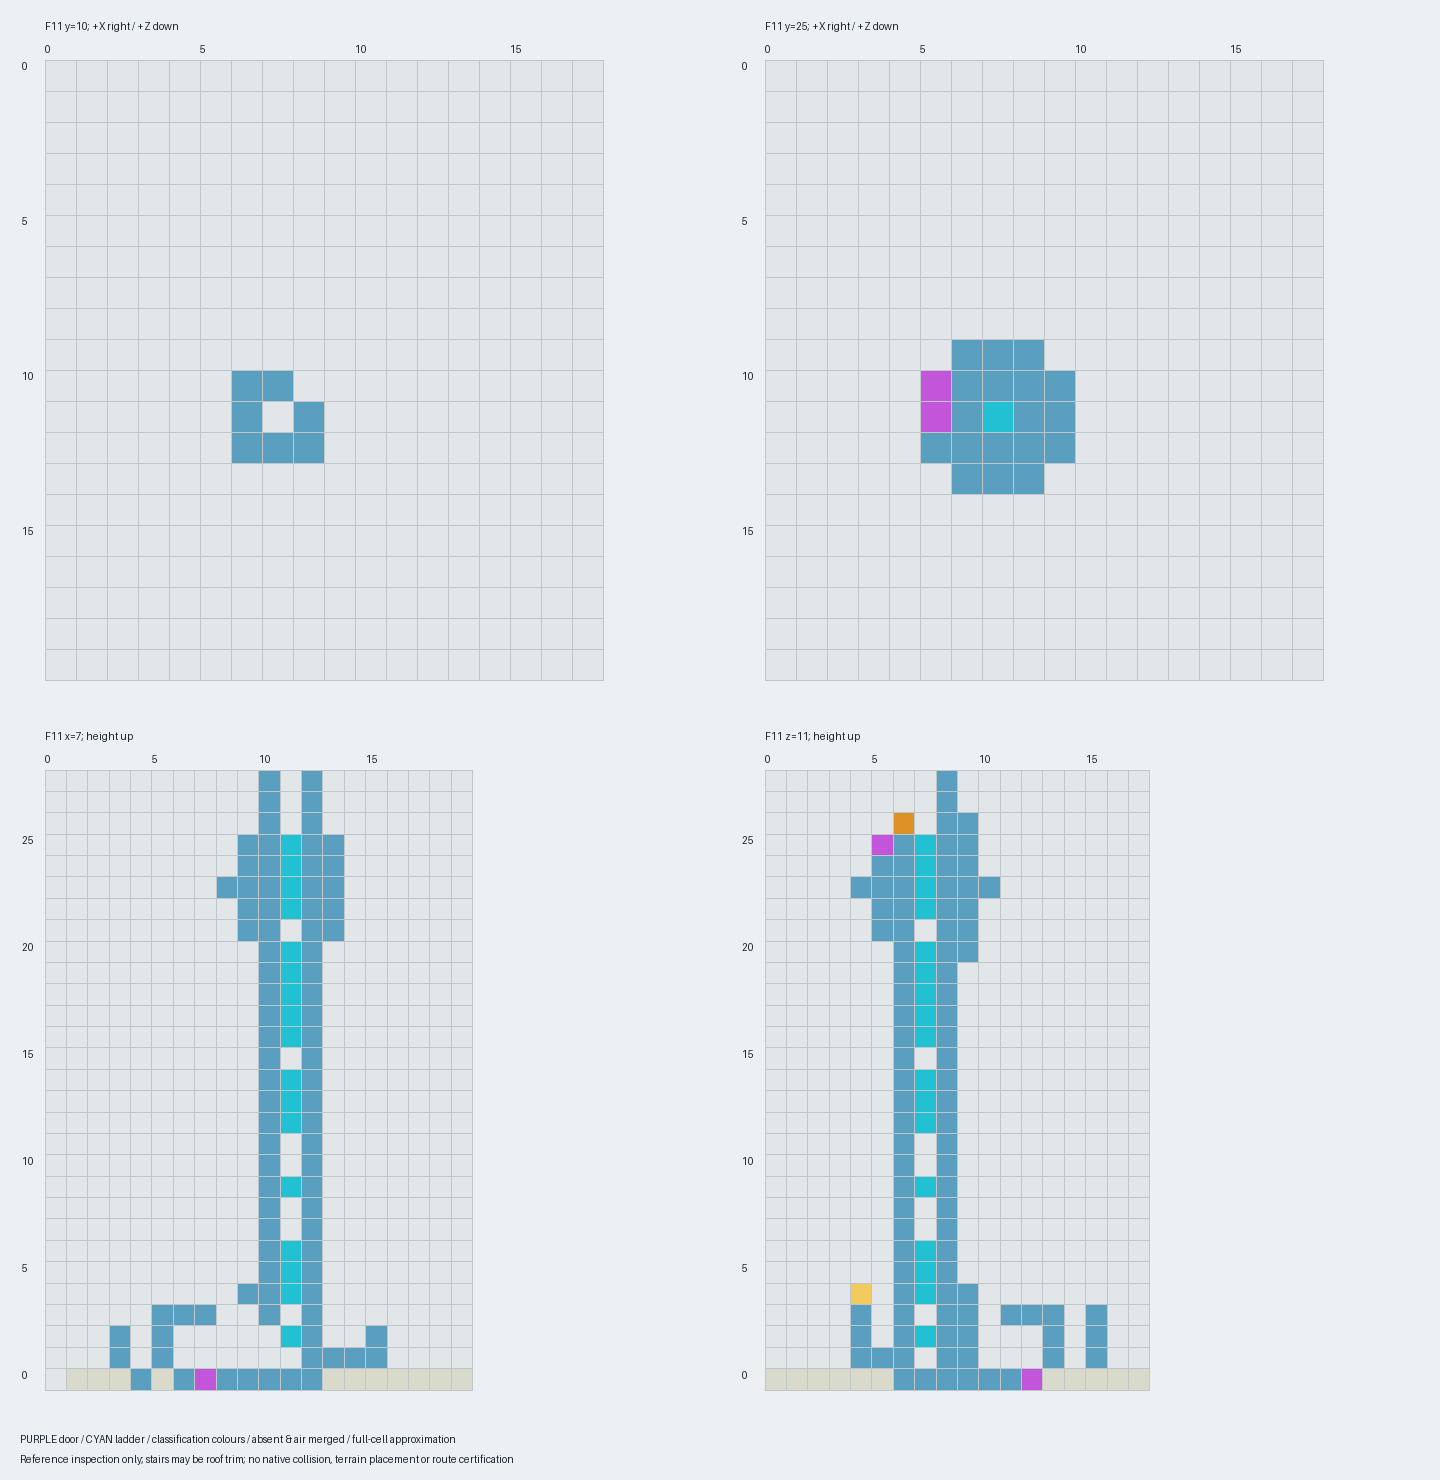 F11 y=10; +X right / +Z down
F11 y=25; +X right / +Z down
0 5 10 15
0 5 10 15
0
0
5
5
10
10
15
15
F11 x=7; height up
F11 z=11; height up
0 5 10 15
0 5 10 15
25
25
20
20
15
15
10
10
5
5
0
0
PURPLE door / CYAN ladder / classification colours / absent & air merged / full-cell approximation
Reference inspection only; stairs may be roof trim; no native collision, terrain placement or route certification